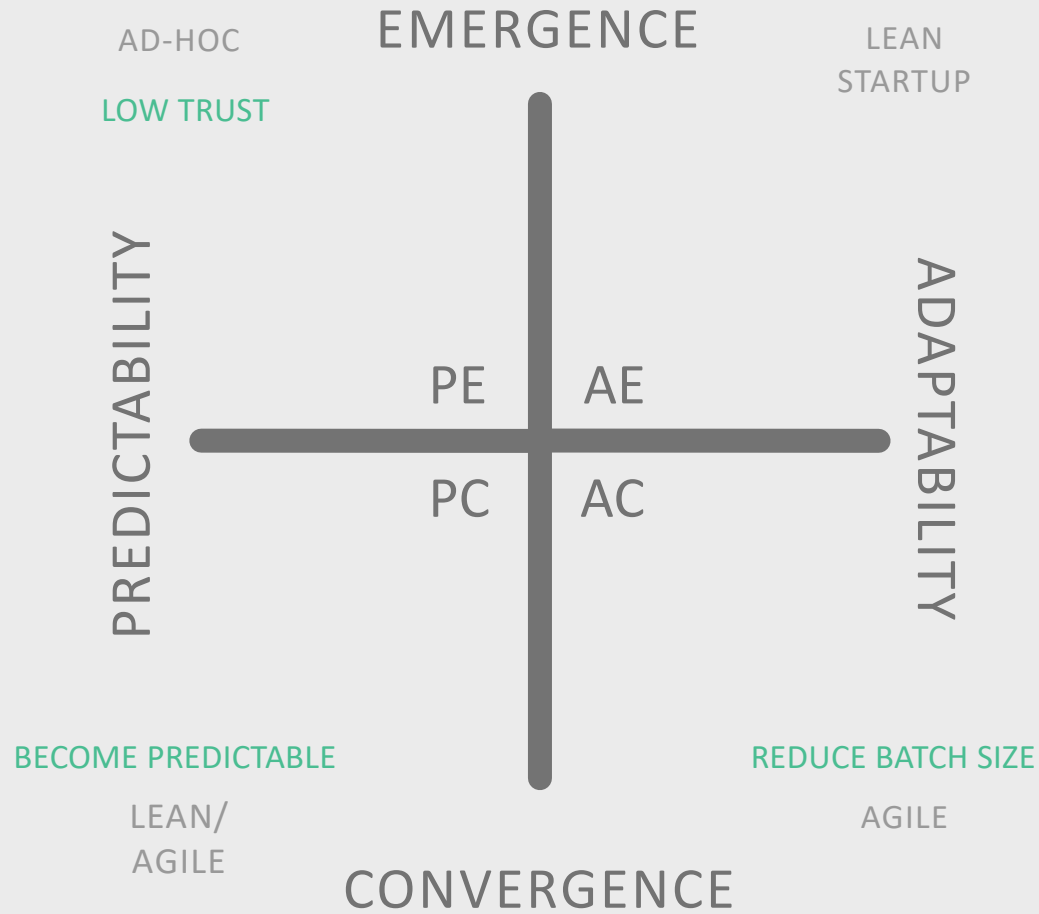 EMERGENCE
AD-HOC
LOW TRUST
LEAN
STARTUP
PREDICTABILITY
ADAPTABILITY
PE
AE
PC
AC
BECOME PREDICTABLE
LEAN/
AGILE
REDUCE BATCH SIZE
AGILE
CONVERGENCE